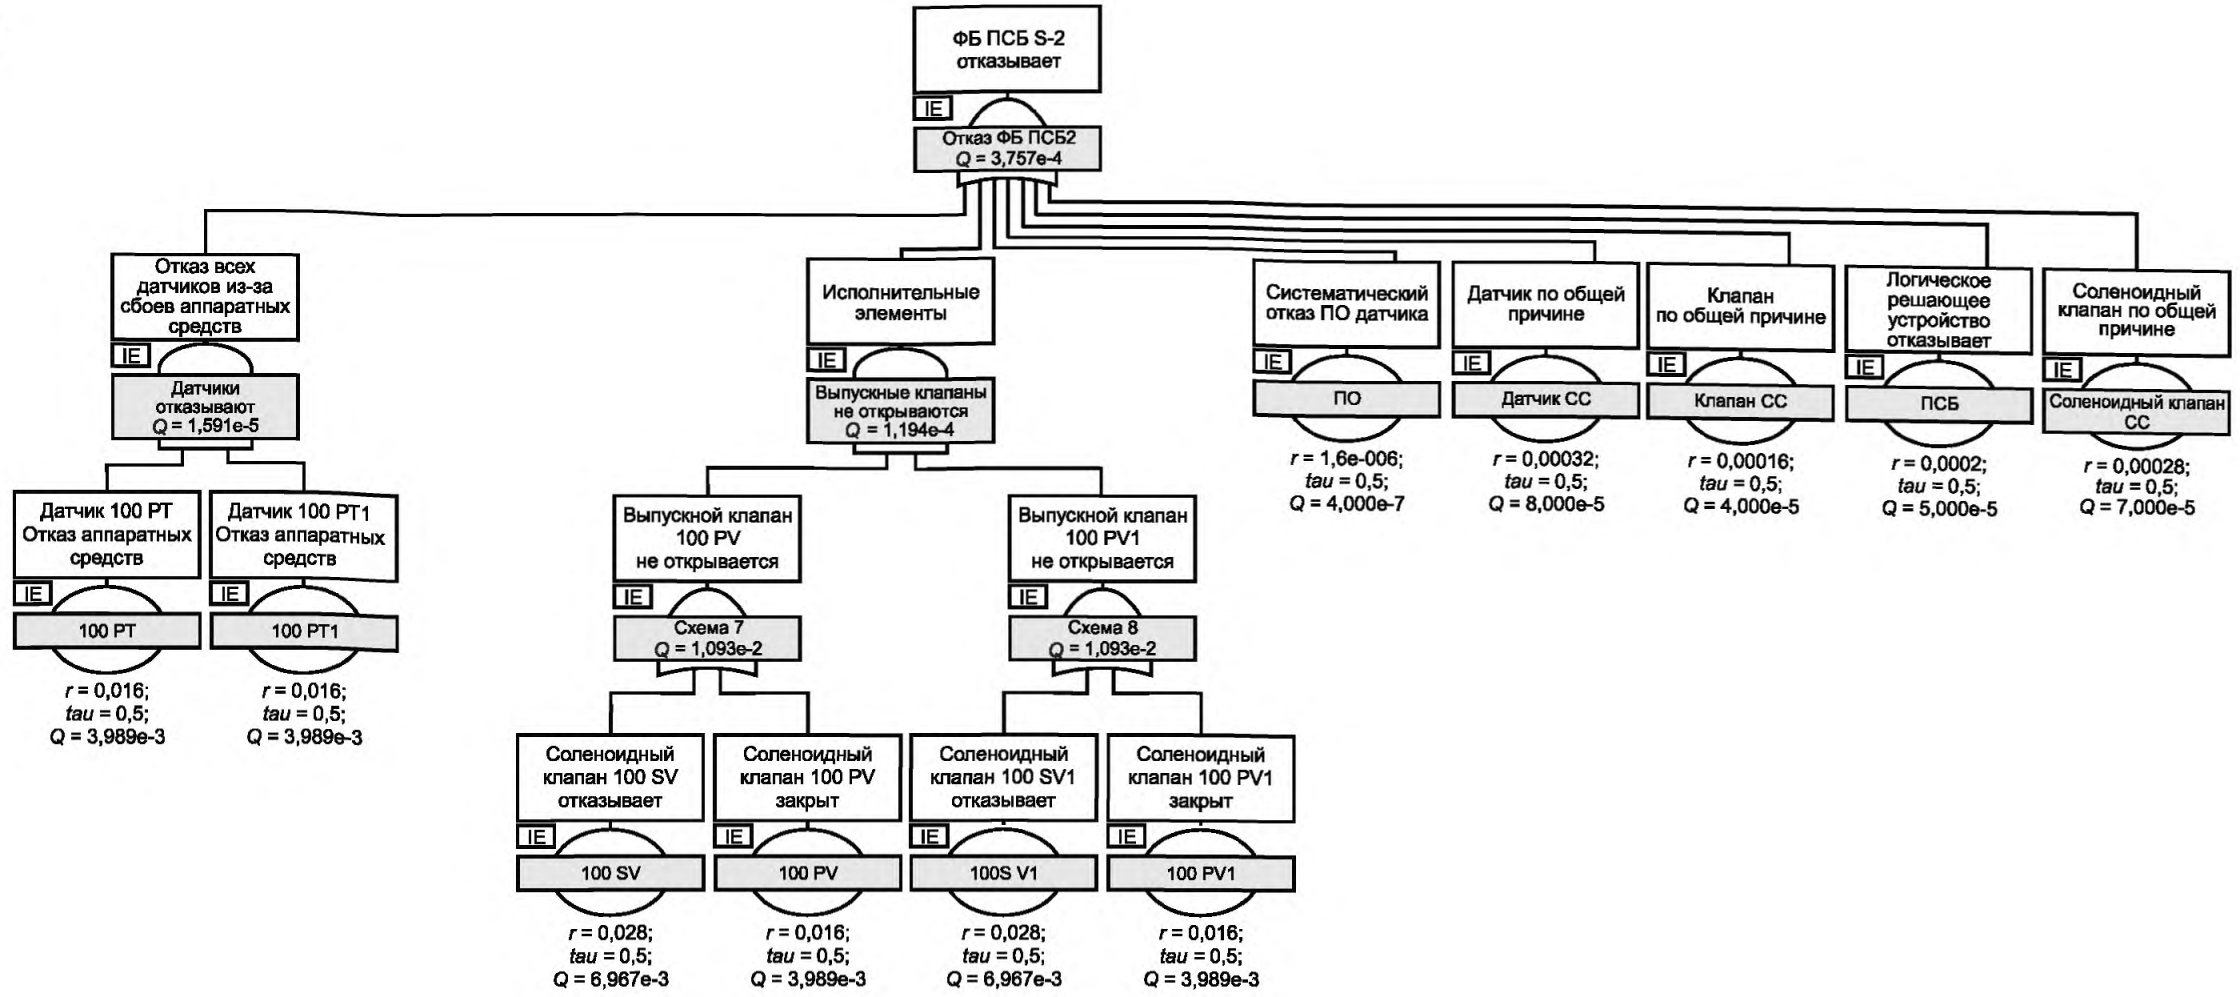 ФБ ПСБ S-2
отказывает
IE
Отказ ФБ ПСБ2
Q = 3,757e-4
Отказ всех
датчиков из-за
сбоев аппаратных
средств
IE
Датчики
отказывают
Q = 1,591e-5
Исполнительные
элементы
IE
Выпускные клапаны
не открываются
Q = 1,194e-4
Систематический
отказ ПО датчика
IE
ПО
r = 1,6e-006;
tau = 0,5;
Q = 4,000e-7
Датчик по общей
причине
IE
Датчик СС
r = 0,00032;
tau = 0,5;
Q = 8,000e-5
Клапан
по общей причине
IE
Клапан СС
r = 0,00016;
tau = 0,5;
Q = 4,000e-5
Логическое
решающее
устройство
отказывает
IE
ПСБ
r = 0,0002;
tau = 0,5;
Q = 5,000e-5
Соленоидный
клапан по общей
причине
IE
Соленоидный клапан
СС
r = 0,00028;
tau = 0,5;
Q = 7,000e-5
Датчик 100 PT
Отказ аппаратных
средств
IE
100 PT
r = 0,016;
tau = 0,5;
Q = 3,989e-3
Датчик 100 PT1
Отказ аппаратных
средств
IE
100 PT1
r = 0,016;
tau = 0,5;
Q = 3,989e-3
Выпускной клапан
100 PV
не открывается
IE
Схема 7
Q = 1,093e-2
Выпускной клапан
100 PV1
не открывается
IE
Схема 8
Q = 1,093e-2
Соленоидный
клапан 100 SV
отказывает
IE
100 SV
r = 0,028;
tau = 0,5;
Q = 6,967e-3
Соленоидный
клапан 100 PV
закрыт
IE
100 PV
r = 0,016;
tau = 0,5;
Q = 3,989e-3
Соленоидный
клапан 100 SV1
отказывает
IE
100S V1
r = 0,028;
tau = 0,5;
Q = 6,967e-3
Соленоидный
клапан 100 PV1
закрыт
IE
100 PV1
r = 0,016;
tau = 0,5;
Q = 3,989e-3